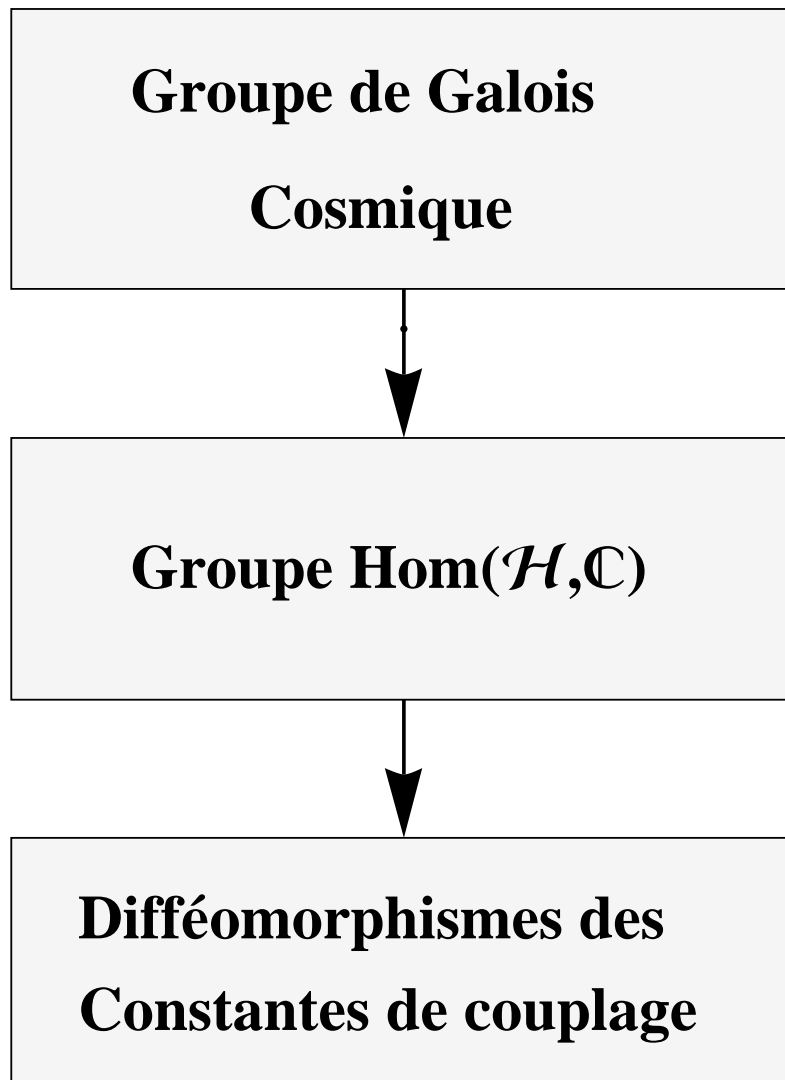 Groupe de Galois
Cosmique
Groupe Hom(ℋ,ℂ)
Difféomorphismes des
Constantes de couplage